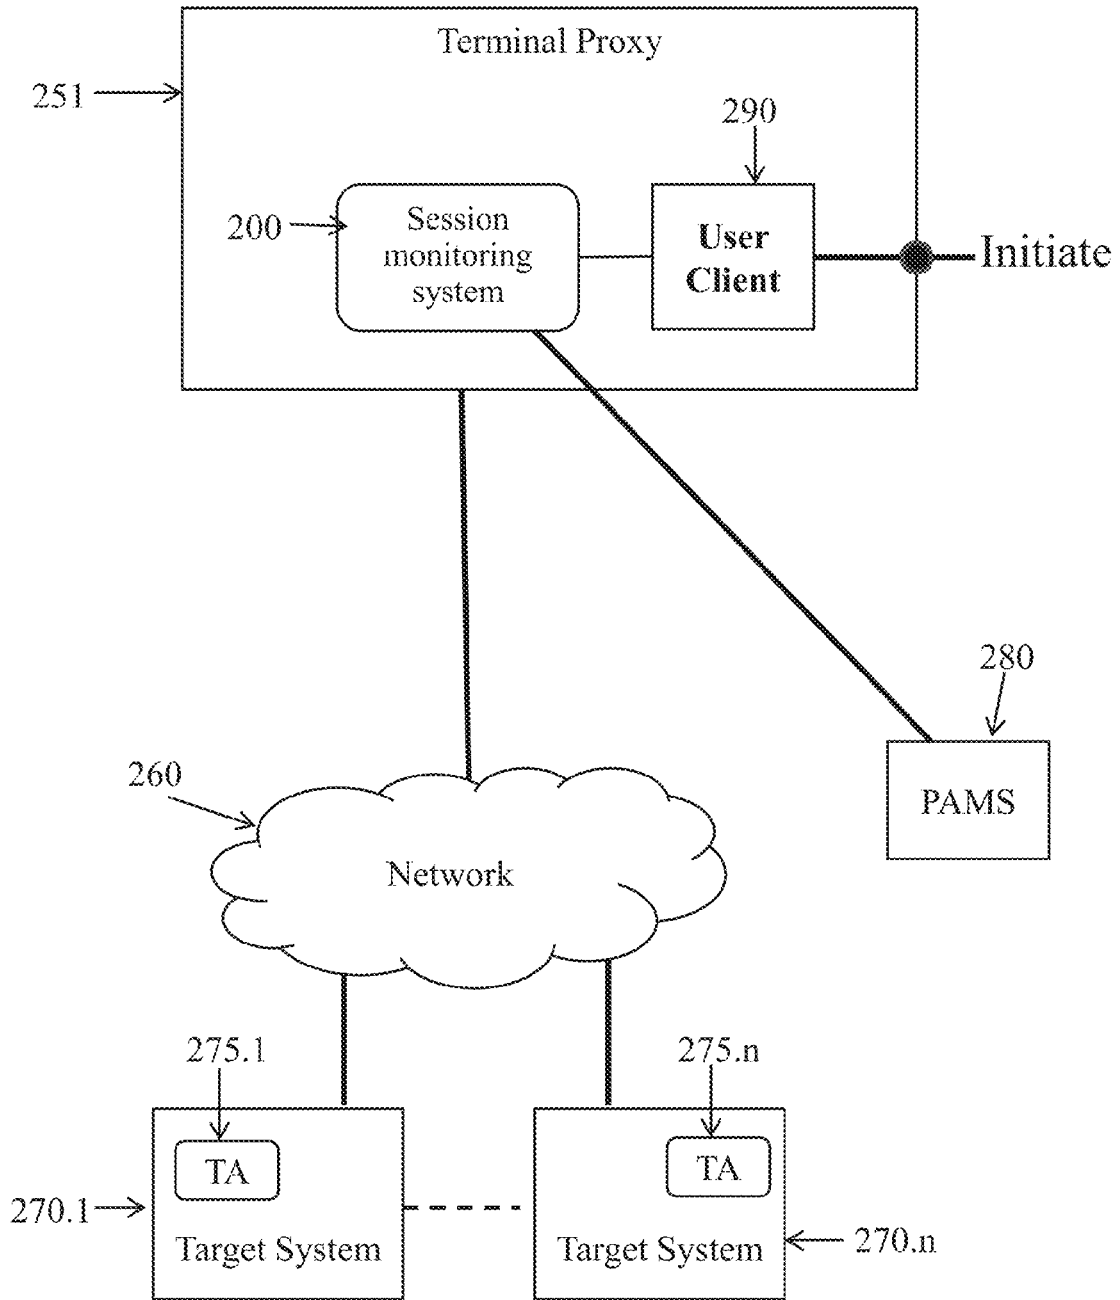 Terminal Proxy
251
290
200
Session
monitoring
system
User
Client
Initiate
280
PAMS
260
Network
275.1
275.n
TA
TA
270.1
Target System
Target System
270.n